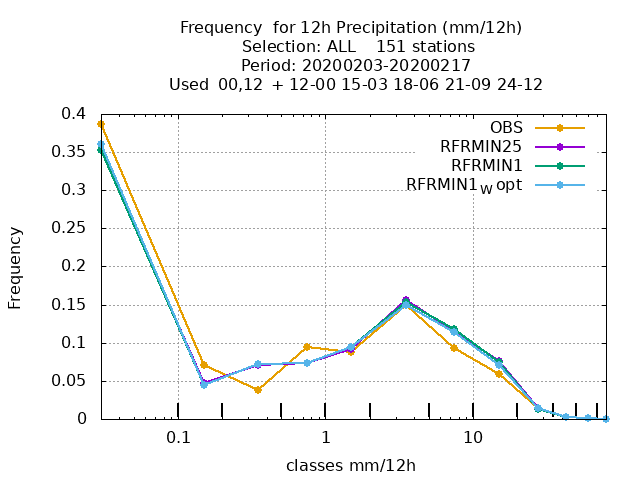 Frequency  for 12h Precipitation (mm/12h)
Selection: ALL    151 stations
Period: 20200203-20200217
Used  00,12  + 12-00 15-03 18-06 21-09 24-12
OBS
RFRMIN25
RFRMIN1
RFRMIN1W opt
Frequency
0.4
0.35
0.3
0.25
0.2
0.15
0.1
0.05
0
0.1
1
10
classes mm/12h